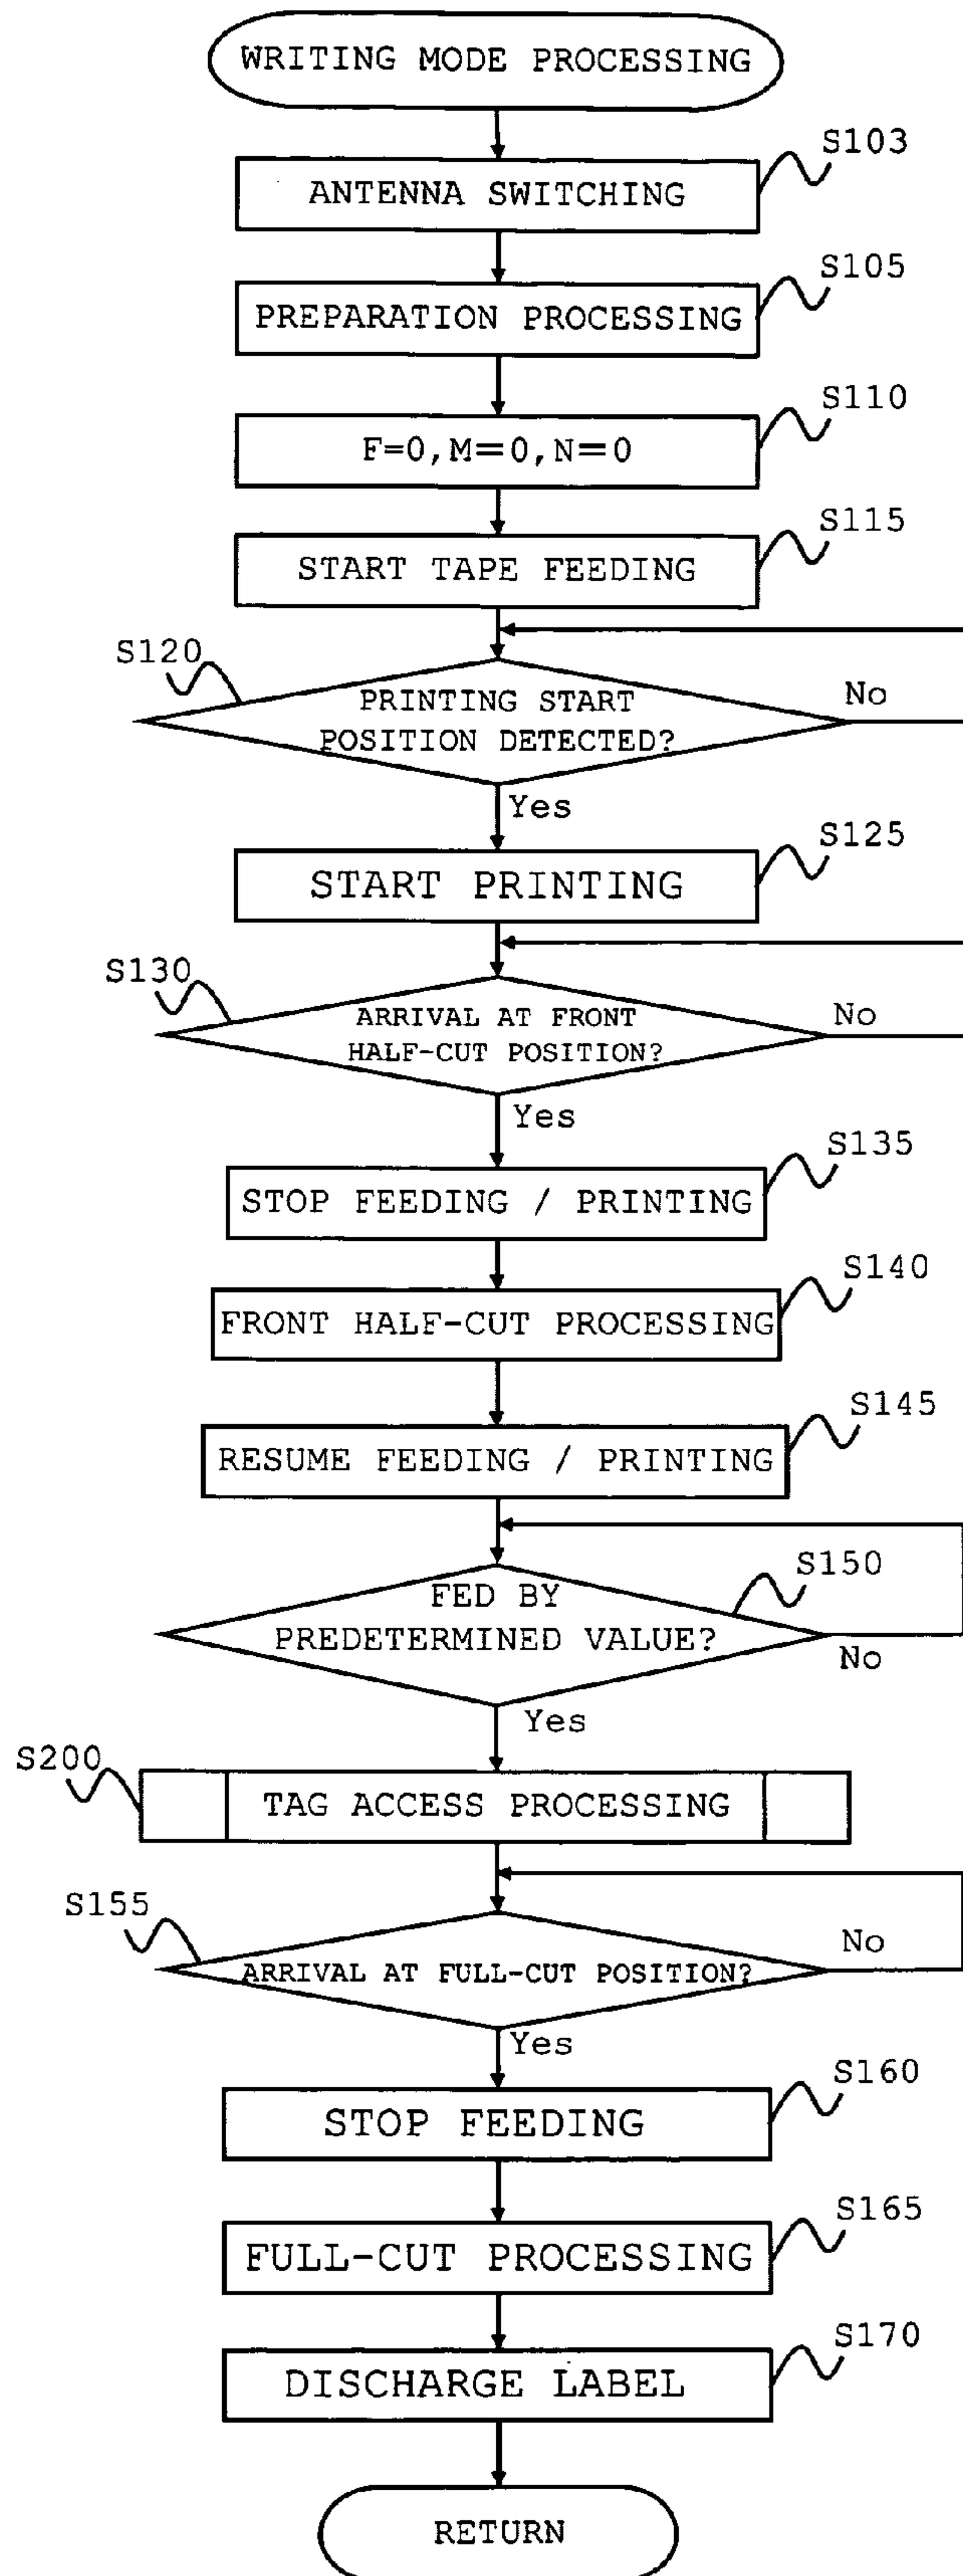 WRITING MODE PROCESSING
S103
ANTENNA SWITCHING
S105
PREPARATION PROCESSING
S110
F=0,M=0,N=0
S115
START TAPE FEEDING
S120
PRINTING START
POSITION DETECTED?
No
Yes
S125
START PRINTING
S130
ARRIVAL AT FRONT
HALF-CUT POSITION?
No
Yes
S135
STOP FEEDING / PRINTING
S140
FRONT HALF-CUT PROCESSING
S145
RESUME FEEDING / PRINTING
S150
FED BY
PREDETERMINED VALUE?
No
Yes
S200
TAG ACCESS PROCESSING
S155
ARRIVAL AT FULL-CUT POSITION?
No
Yes
S160
STOP FEEDING
S165
FULL-CUT PROCESSING
S170
DISCHARGE LABEL
RETURN